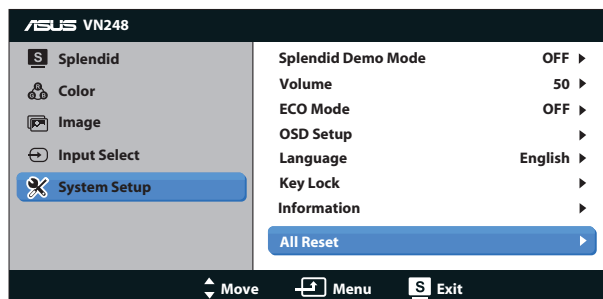 ASUS VN248
S Splendid
Color
Image
Input Select
System Setup
Splendid Demo Mode OFF
Volume 50
ECO Mode OFF
OSD Setup
Language English
Key Lock
Information
All Reset
Move Menu S Exit